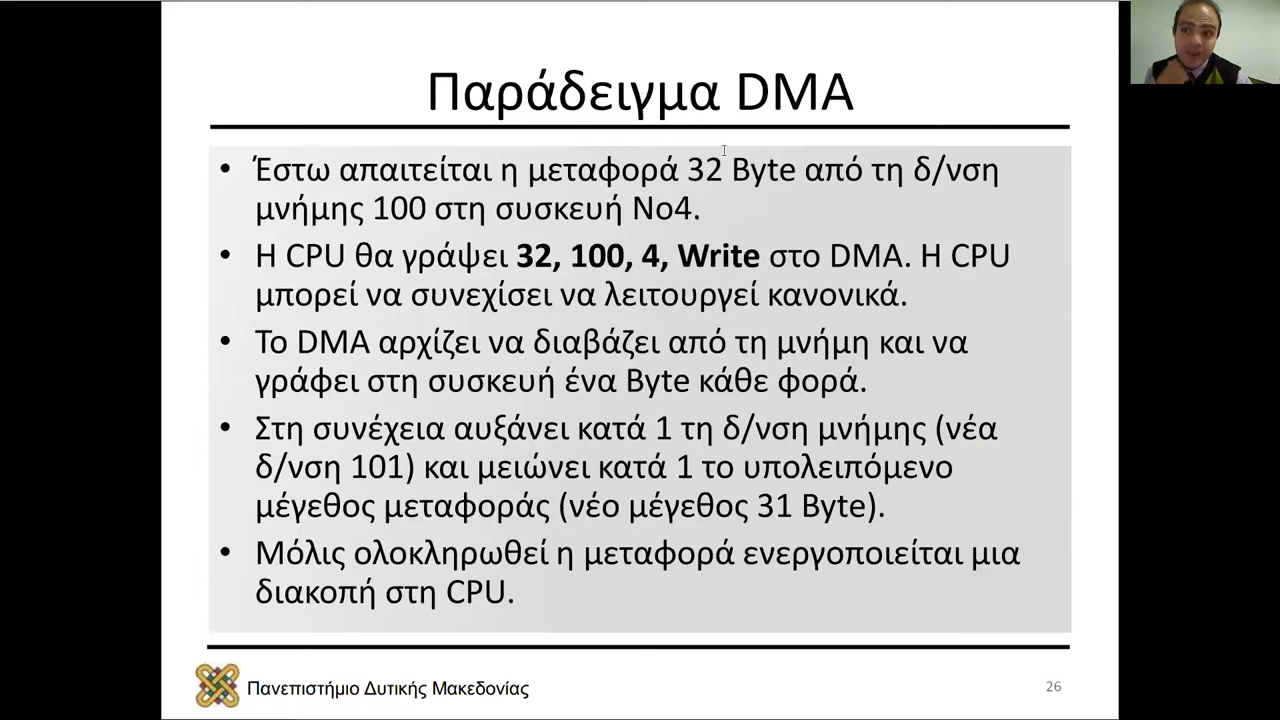 Παράδειγμα DMA
• Έστω απαιτείται η μεταφορά 32 Byte από τη δ/νση
μνήμης 100 στη συσκευή Νο4.
• Η CPU θα γράψει 32, 100, 4, Write στο DMA. Η CPU
μπορεί να συνεχίσει να λειτουργεί κανονικά.
• Το DMA αρχίζει να διαβάζει από τη μνήμη και να
γράφει στη συσκευή ένα Byte κάθε φορά.
• Στη συνέχεια αυξάνει κατά 1 τη δ/νση μνήμης (νέα
δ/νση 101) και μειώνει κατά 1 το υπολειπόμενο
μέγεθος μεταφοράς (νέο μέγεθος 31 Byte).
• Μόλις ολοκληρωθεί η μεταφορά ενεργοποιείται μια
διακοπή στη CPU.
Πανεπιστήμιο Δυτικής Μακεδονίας
26